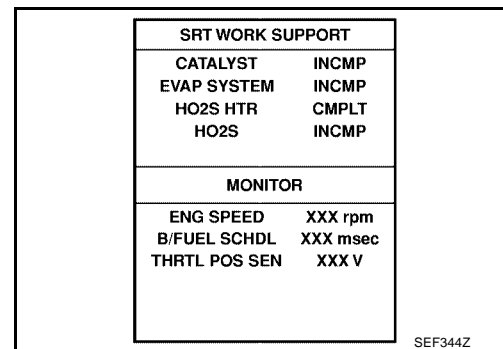 SRT WORK SUPPORT
CATALYST INCMP
EVAP SYSTEM INCMP
HO2S HTR CMPLT
HO2S INCMP
MONITOR
ENG SPEED XXX rpm
B/FUEL SCHDL XXX msec
THRTL POS SEN XXX V
SEF344Z